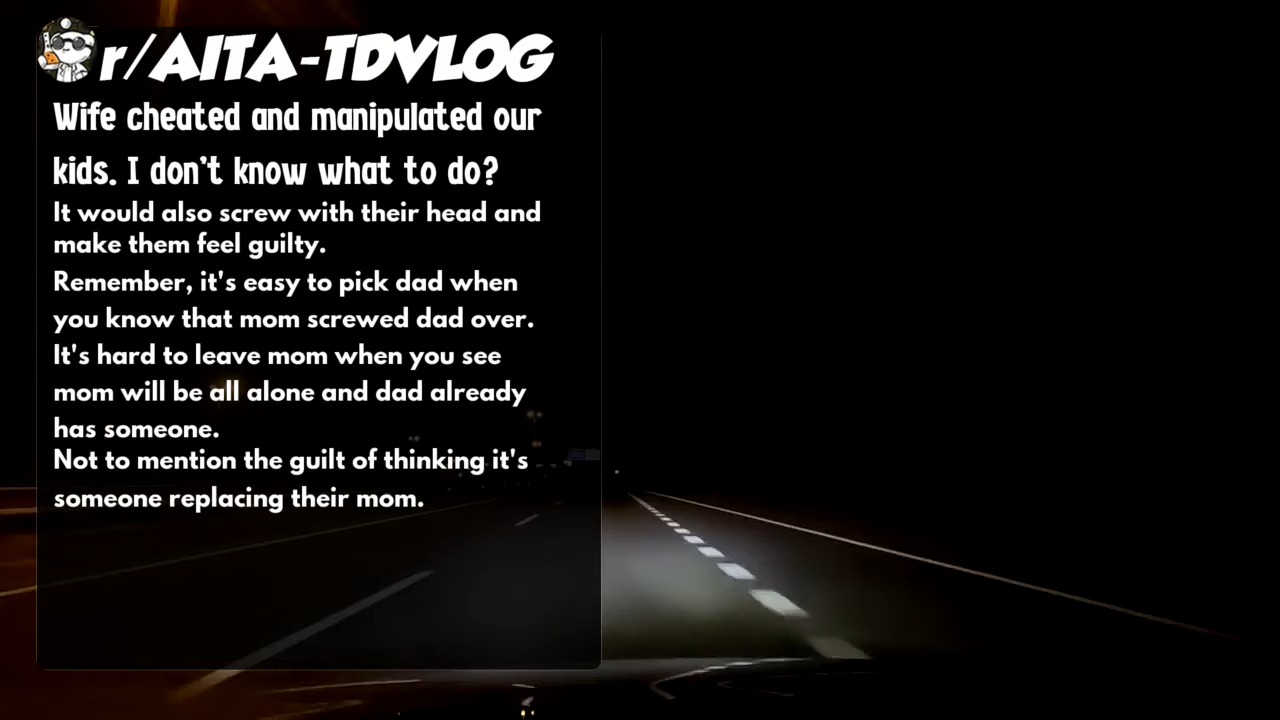 r/AITA-TDVLOG
Wife cheated and manipulated our
kids. I don't know what to do?
It would also screw with their head and
make them feel guilty.
Remember, it's easy to pick dad when
you know that mom screwed dad over.
It's hard to leave mom when you see
mom will be all alone and dad already
has someone.
Not to mention the guilt of thinking it's
someone replacing their mom.